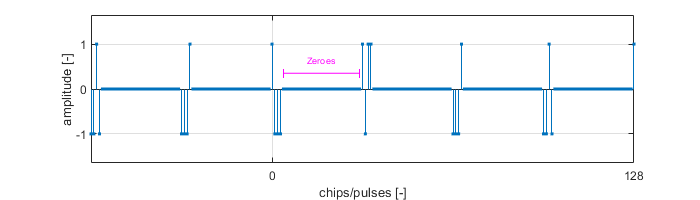 1
Zeroes
0
-1
amplitude [-]
0
128
chips/pulses [-]